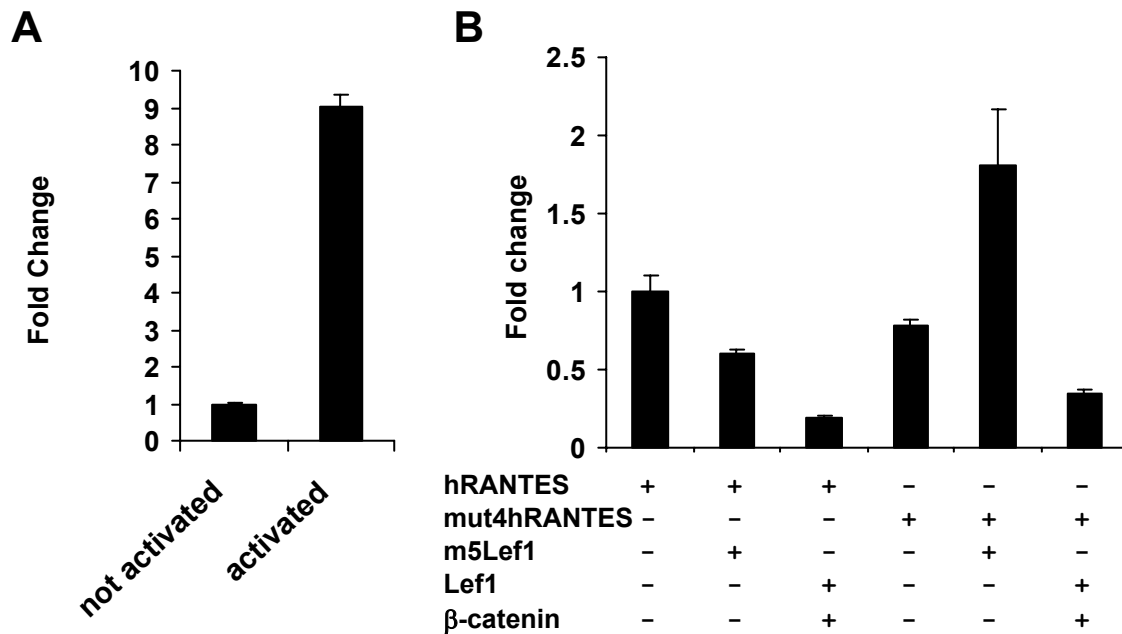 A
Fold Change
10
9
8
7
6
5
4
3
2
1
0
not activated
activated
B
Fold change
2.5
2
1.5
1
0.5
0
hRANTES + + + – – –
mut4hRANTES – – – + + +
m5Lef1 – + – – + –
Lef1 – – + – – +
β-catenin – – + – – +